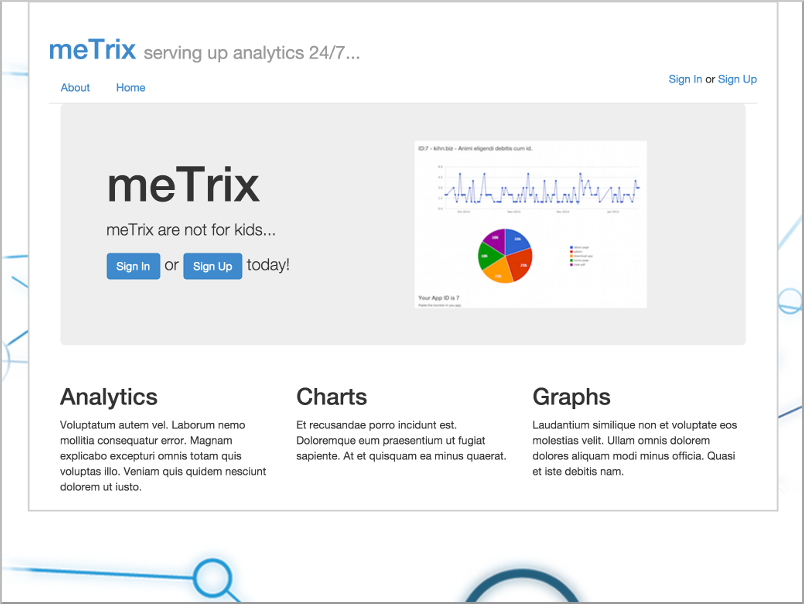 meTrix serving up analytics 24/7...
Sign In or Sign Up
About Home
meTrix
meTrix are not for kids...
Sign In or Sign Up today!
ID:7 - kihn.biz - Animi eligendi debitis cum id.
Your App ID is 7
Analytics
Voluptatum autem vel. Laborum nemo
mollitia consequatur error. Magnam
explicabo excepturi omnis totam quis
voluptas illo. Veniam quis quidem nesciunt
dolorem ut iusto.
Charts
Et recusandae porro incidunt est.
Doloremque eum praesentium ut fugiat
sapiente. At et quisquam ea minus quaerat.
Graphs
Laudantium similique non et voluptate eos
molestias velit. Ullam omnis dolorem
dolores aliquam modi minus officia. Quasi
et iste debitis nam.